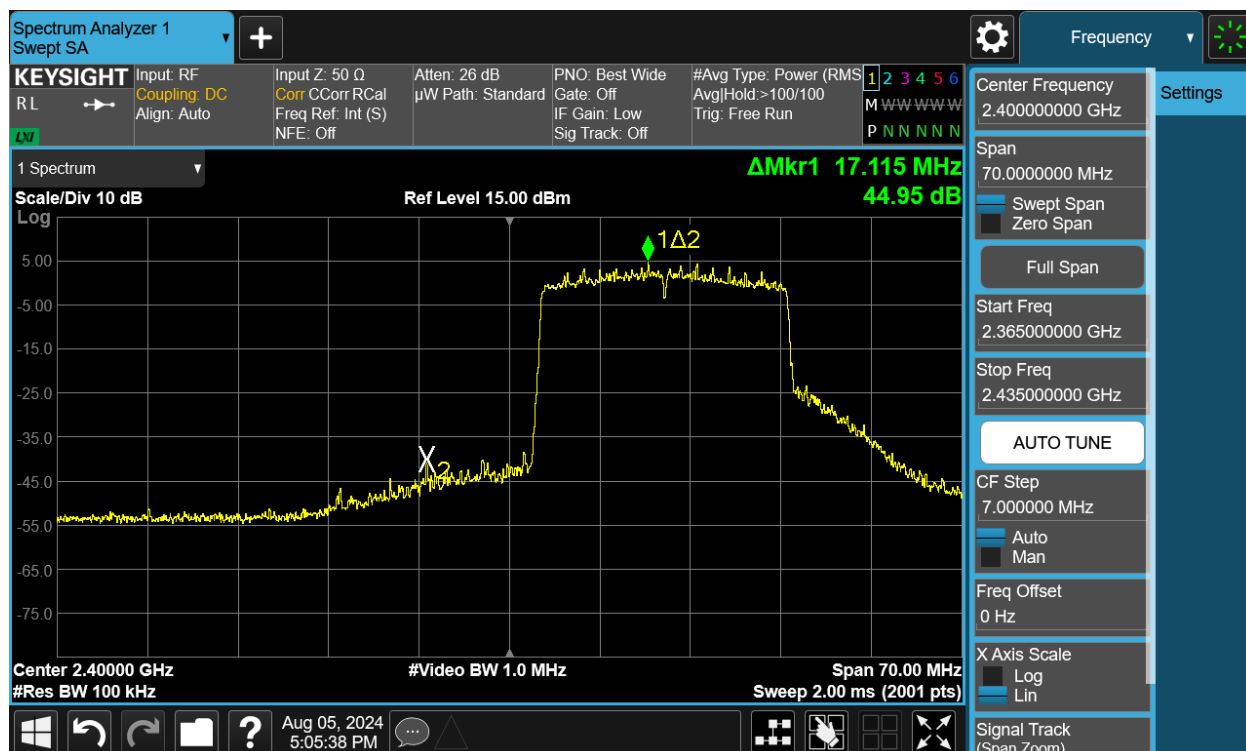 Spectrum Analyzer 1
Swept SA
+
Frequency
KEYSIGHT
R L
LXI
Input: RF
Coupling: DC
Align: Auto
Input Z: 50 Ω
Corr CCorr RCal
Freq Ref: Int (S)
NFE: Off
Atten: 26 dB
µW Path: Standard
PNO: Best Wide
Gate: Off
IF Gain: Low
Sig Track: Off
#Avg Type: Power (RMS
Avg|Hold:>100/100
Trig: Free Run
1 2 3 4 5 6
M W W W W W
P N N N N N
1 Spectrum
ΔMkr1 17.115 MHz
44.95 dB
Scale/Div 10 dB
Ref Level 15.00 dBm
Log
1Δ2
5.00
-5.00
-15.0
-25.0
-35.0
X2
-45.0
-55.0
-65.0
-75.0
Center 2.40000 GHz
#Video BW 1.0 MHz
Span 70.00 MHz
#Res BW 100 kHz
Sweep 2.00 ms (2001 pts)
?
Aug 05, 2024
5:05:38 PM
Center Frequency
2.400000000 GHz
Settings
Span
70.0000000 MHz
Swept Span
Zero Span
Full Span
Start Freq
2.365000000 GHz
Stop Freq
2.435000000 GHz
AUTO TUNE
CF Step
7.000000 MHz
Auto
Man
Freq Offset
0 Hz
X Axis Scale
Log
Lin
Signal Track
(Span Zoom)